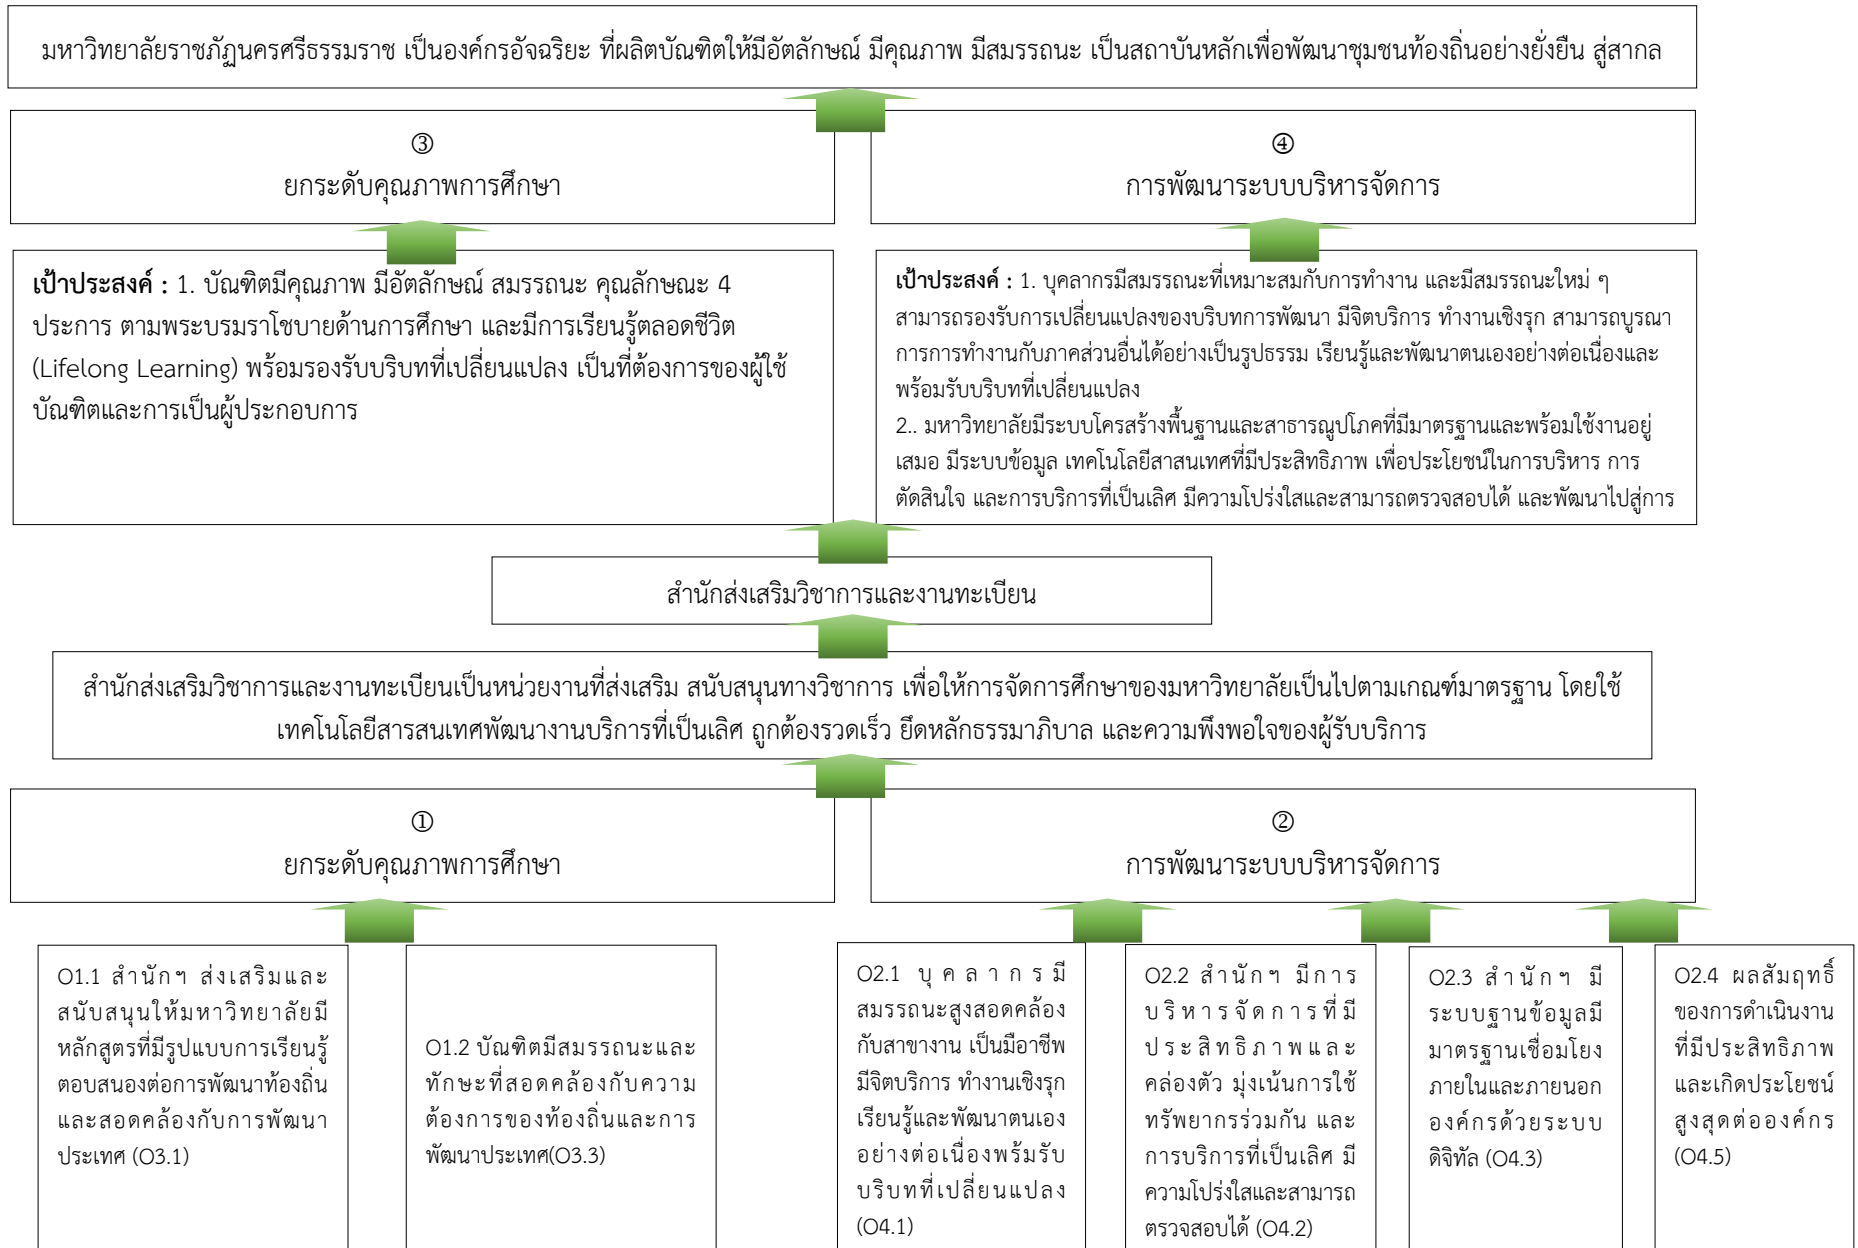 มหาวิทยาลัยราชภัฏนครศรีธรรมราช เป็นองค์กรอัจฉริยะ ที่ผลิตบัณฑิตให้มีอัตลักษณ์ มีคุณภาพ มีสมรรถนะ เป็นสถาบันหลักเพื่อพัฒนาชุมชนท้องถิ่นอย่างยั่งยืน สู่สากล
③
ยกระดับคุณภาพการศึกษา
④
การพัฒนาระบบบริหารจัดการ
เป้าประสงค์ : 1. บัณฑิตมีคุณภาพ มีอัตลักษณ์ สมรรถนะ คุณลักษณะ 4
ประการ ตามพระบรมราโชบายด้านการศึกษา และมีการเรียนรู้ตลอดชีวิต
(Lifelong Learning) พร้อมรองรับบริบทที่เปลี่ยนแปลง เป็นที่ต้องการของผู้ใช้
บัณฑิตและการเป็นผู้ประกอบการ
เป้าประสงค์ : 1. บุคลากรมีสมรรถนะที่เหมาะสมกับการทำงาน และมีสมรรถนะใหม่ ๆ
สามารถรองรับการเปลี่ยนแปลงของบริบทการพัฒนา มีจิตบริการ ทำงานเชิงรุก สามารถบูรณา
การการทำงานกับภาคส่วนอื่นได้อย่างเป็นรูปธรรม เรียนรู้และพัฒนาตนเองอย่างต่อเนื่องและ
พร้อมรับบริบทที่เปลี่ยนแปลง
2.. มหาวิทยาลัยมีระบบโครสร้างพื้นฐานและสาธารณูปโภคที่มีมาตรฐานและพร้อมใช้งานอยู่
เสมอ มีระบบข้อมูล เทคโนโลยีสาสนเทศที่มีประสิทธิภาพ เพื่อประโยชน์ในการบริหาร การ
ตัดสินใจ และการบริการที่เป็นเลิศ มีความโปร่งใสและสามารถตรวจสอบได้ และพัฒนาไปสู่การ
สำนักส่งเสริมวิชาการและงานทะเบียน
สำนักส่งเสริมวิชาการและงานทะเบียนเป็นหน่วยงานที่ส่งเสริม สนับสนุนทางวิชาการ เพื่อให้การจัดการศึกษาของมหาวิทยาลัยเป็นไปตามเกณฑ์มาตรฐาน โดยใช้
เทคโนโลยีสารสนเทศพัฒนางานบริการที่เป็นเลิศ ถูกต้องรวดเร็ว ยึดหลักธรรมาภิบาล และความพึงพอใจของผู้รับบริการ
①
ยกระดับคุณภาพการศึกษา
②
การพัฒนาระบบบริหารจัดการ
O1.1 สำนักฯ ส่งเสริมและ
สนับสนุนให้มหาวิทยาลัยมี
หลักสูตรที่มีรูปแบบการเรียนรู้
ตอบสนองต่อการพัฒนาท้องถิ่น
และสอดคล้องกับการพัฒนา
ประเทศ (O3.1)
O1.2 บัณฑิตมีสมรรถนะและ
ทักษะที่สอดคล้องกับความ
ต้องการของท้องถิ่นและการ
พัฒนาประเทศ(O3.3)
O2.1 บุคลากรมี
สมรรถนะสูงสอดคล้อง
กับสาขางาน เป็นมืออาชีพ
มีจิตบริการ ทำงานเชิงรุก
เรียนรู้และพัฒนาตนเอง
อย่างต่อเนื่องพร้มรับ
บริบทที่เปลี่ยนแปลง
(O4.1)
O2.2 สำนักฯ มีการ
บริหารจัดการที่มี
ประสิทธิภาพและ
คล่องตัว มุ่งเน้นการใช้
ทรัพยากรร่วมกัน และ
การบริการที่เป็นเลิศ มี
ความโปร่งใสและสามารถ
ตรวจสอบได้ (O4.2)
O2.3 สำนักฯ มี
ระบบฐานข้อมูลมี
มาตรฐานเชื่อมโยง
ภายในและภายนอก
องค์กรด้วยระบบ
ดิจิทัล (O4.3)
O2.4 ผลสัมฤทธิ์
ของการดำเนินงาน
ที่มีประสิทธิภาพ
และเกิดประโยชน์
สูงสุดต่อองค์กร
(O4.5)